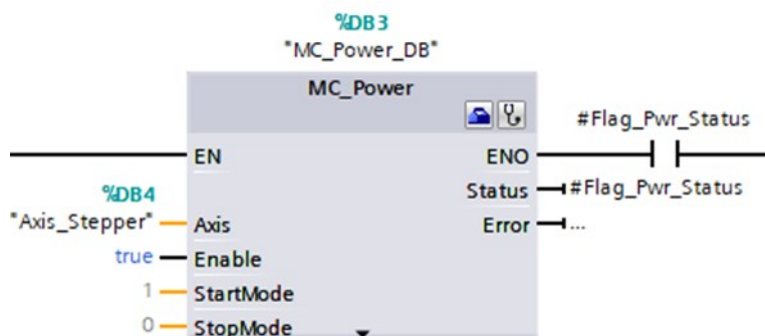 %DB3
"MC_Power_DB"
MC_Power
#Flag_Pwr_Status
EN
ENO
%DB4
Status
#Flag_Pwr_Status
"Axis_Stepper"
Axis
Error
...
true
Enable
1
StartMode
0
StopMode